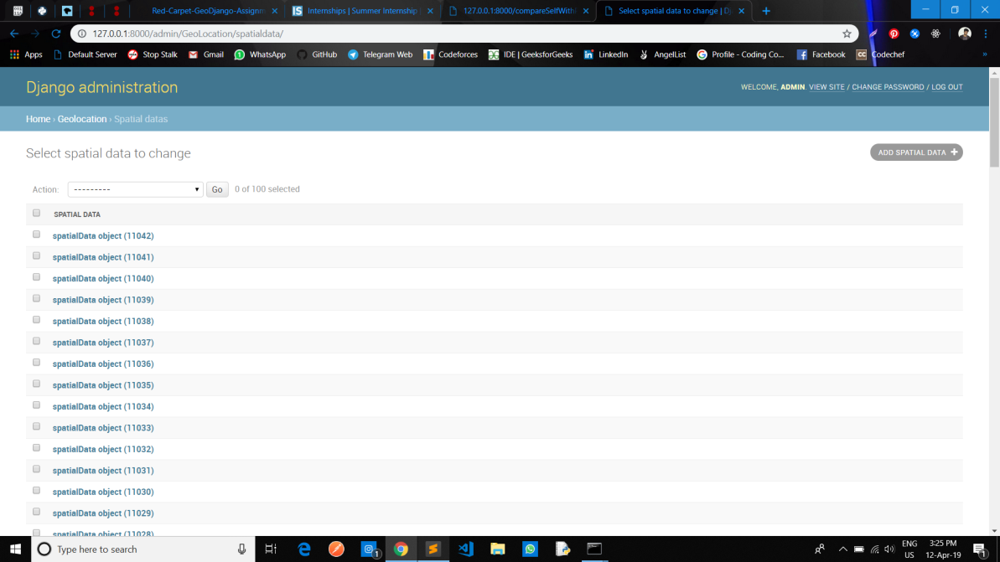 Red-Carpet-GeoDjango-Assignm
Internships | Summer Internship
127.0.0.1:8000/compareSelfWithI
Select spatial data to change | Dj
127.0.0.1:8000/admin/GeoLocation/spatialdata/
Apps Default Server Stop Stalk Gmail WhatsApp GitHub Telegram Web Codeforces IDE | GeeksforGeeks LinkedIn AngelList Profile - Coding Co... Facebook Codechef »
Django administration
WELCOME, ADMIN. VIEW SITE / CHANGE PASSWORD / LOG OUT
Home › Geolocation › Spatial datas
Select spatial data to change
ADD SPATIAL DATA +
Action: --------- Go 0 of 100 selected
SPATIAL DATA
spatialData object (11042)
spatialData object (11041)
spatialData object (11040)
spatialData object (11039)
spatialData object (11038)
spatialData object (11037)
spatialData object (11036)
spatialData object (11035)
spatialData object (11034)
spatialData object (11033)
spatialData object (11032)
spatialData object (11031)
spatialData object (11030)
spatialData object (11029)
spatialData object (11028)
Type here to search
1
ENG
US
3:25 PM
12-Apr-19
1